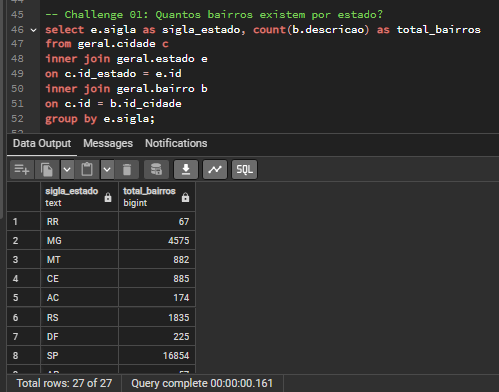 44
45 -- Challenge 01: Quantos bairros existem por estado?
46 select e.sigla as sigla_estado, count(b.descricao) as total_bairros
47 from geral.cidade c
48 inner join geral.estado e
49 on c.id_estado = e.id
50 inner join geral.bairro b
51 on c.id = b.id_cidade
52 group by e.sigla;
Data Output Messages Notifications
SQL
sigla_estado total_bairros
text bigint
1 RR 67
2 MG 4575
3 MT 882
4 CE 885
5 AC 174
6 RS 1835
7 DF 225
8 SP 16854
Total rows: 27 of 27 Query complete 00:00:00.161